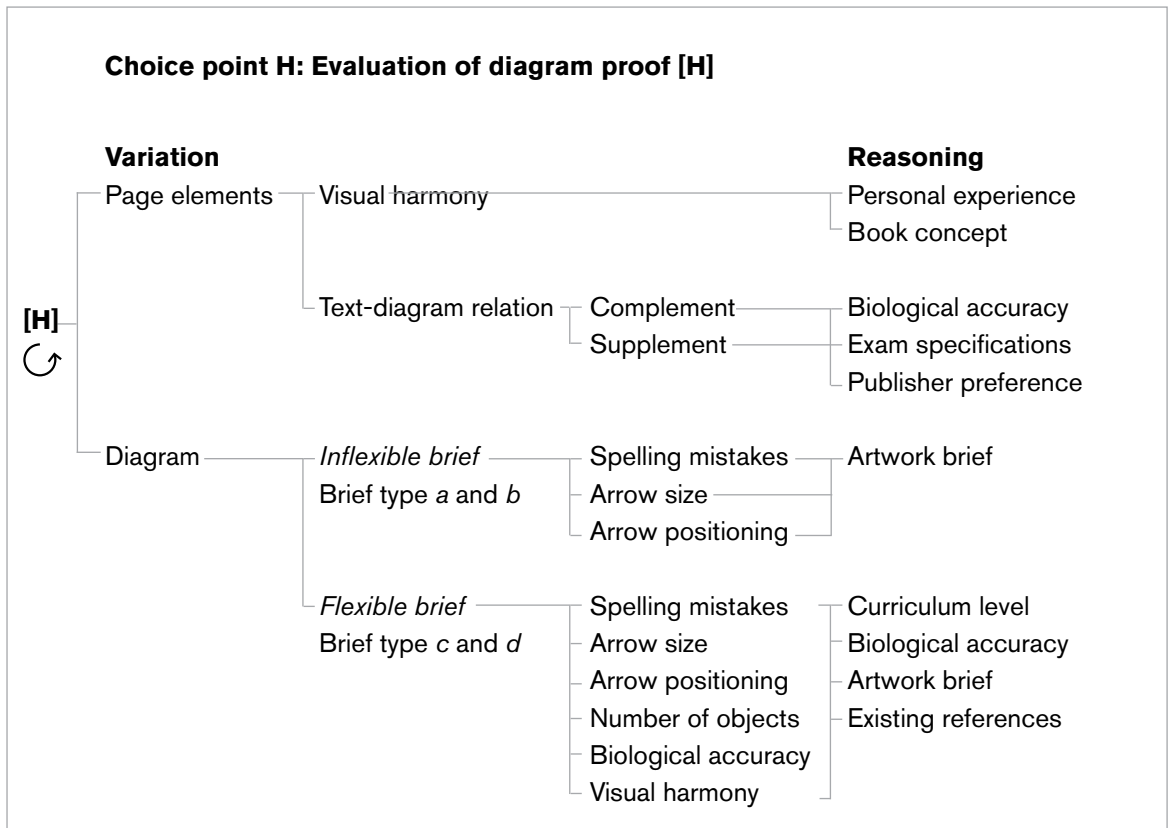 Choice point H: Evaluation of diagram proof [H]
Variation Reasoning
Page elements Visual harmony Personal experience
Book concept
Text-diagram relation Complement Biological accuracy
[H]
Supplement Exam specifications
Publisher preference
Diagram Inflexible brief Spelling mistakes Artwork brief
Brief type a and b Arrow size
Arrow positioning
Flexible brief Spelling mistakes Curriculum level
Brief type c and d Arrow size Biological accuracy
Arrow positioning Artwork brief
Number of objects Existing references
Biological accuracy
Visual harmony